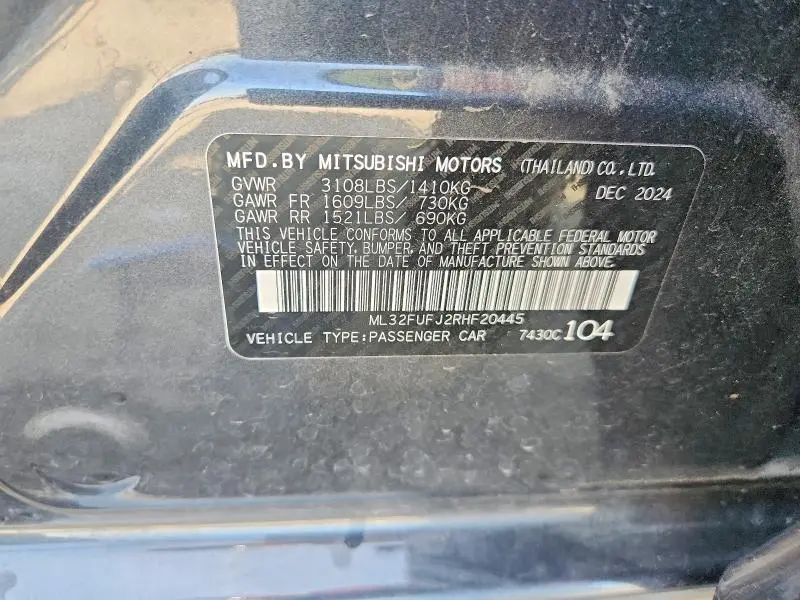 MFD.BY MITSUBISHI MOTORS (THAILAND) CO., LTD.
GVWR 3108LBS/1410KG DEC 2024
GAWR FR 1609LBS/ 730KG
GAWR RR 1521LBS/ 690KG
THIS VEHICLE CONFORMS TO ALL APPLICABLE FEDERAL MOTOR
VEHICLE SAFETY, BUMPER, AND THEFT PREVENTION STANDARDS
IN EFFECT ON THE DATE OF MANUFACTURE SHOWN ABOVE.
ML32FUFJ2RHF20445
VEHICLE TYPE:PASSENGER CAR 7430C104